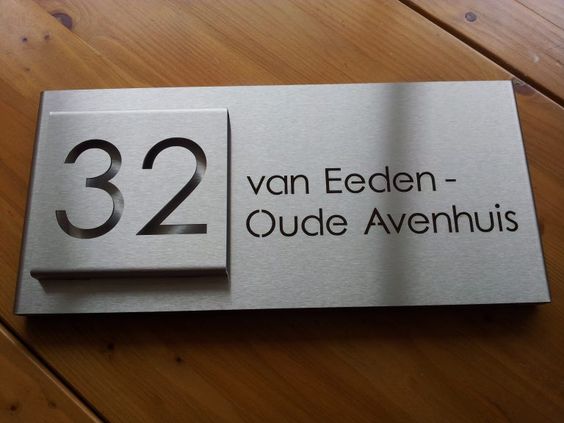 32
van Eeden -
Oude Avenhuis